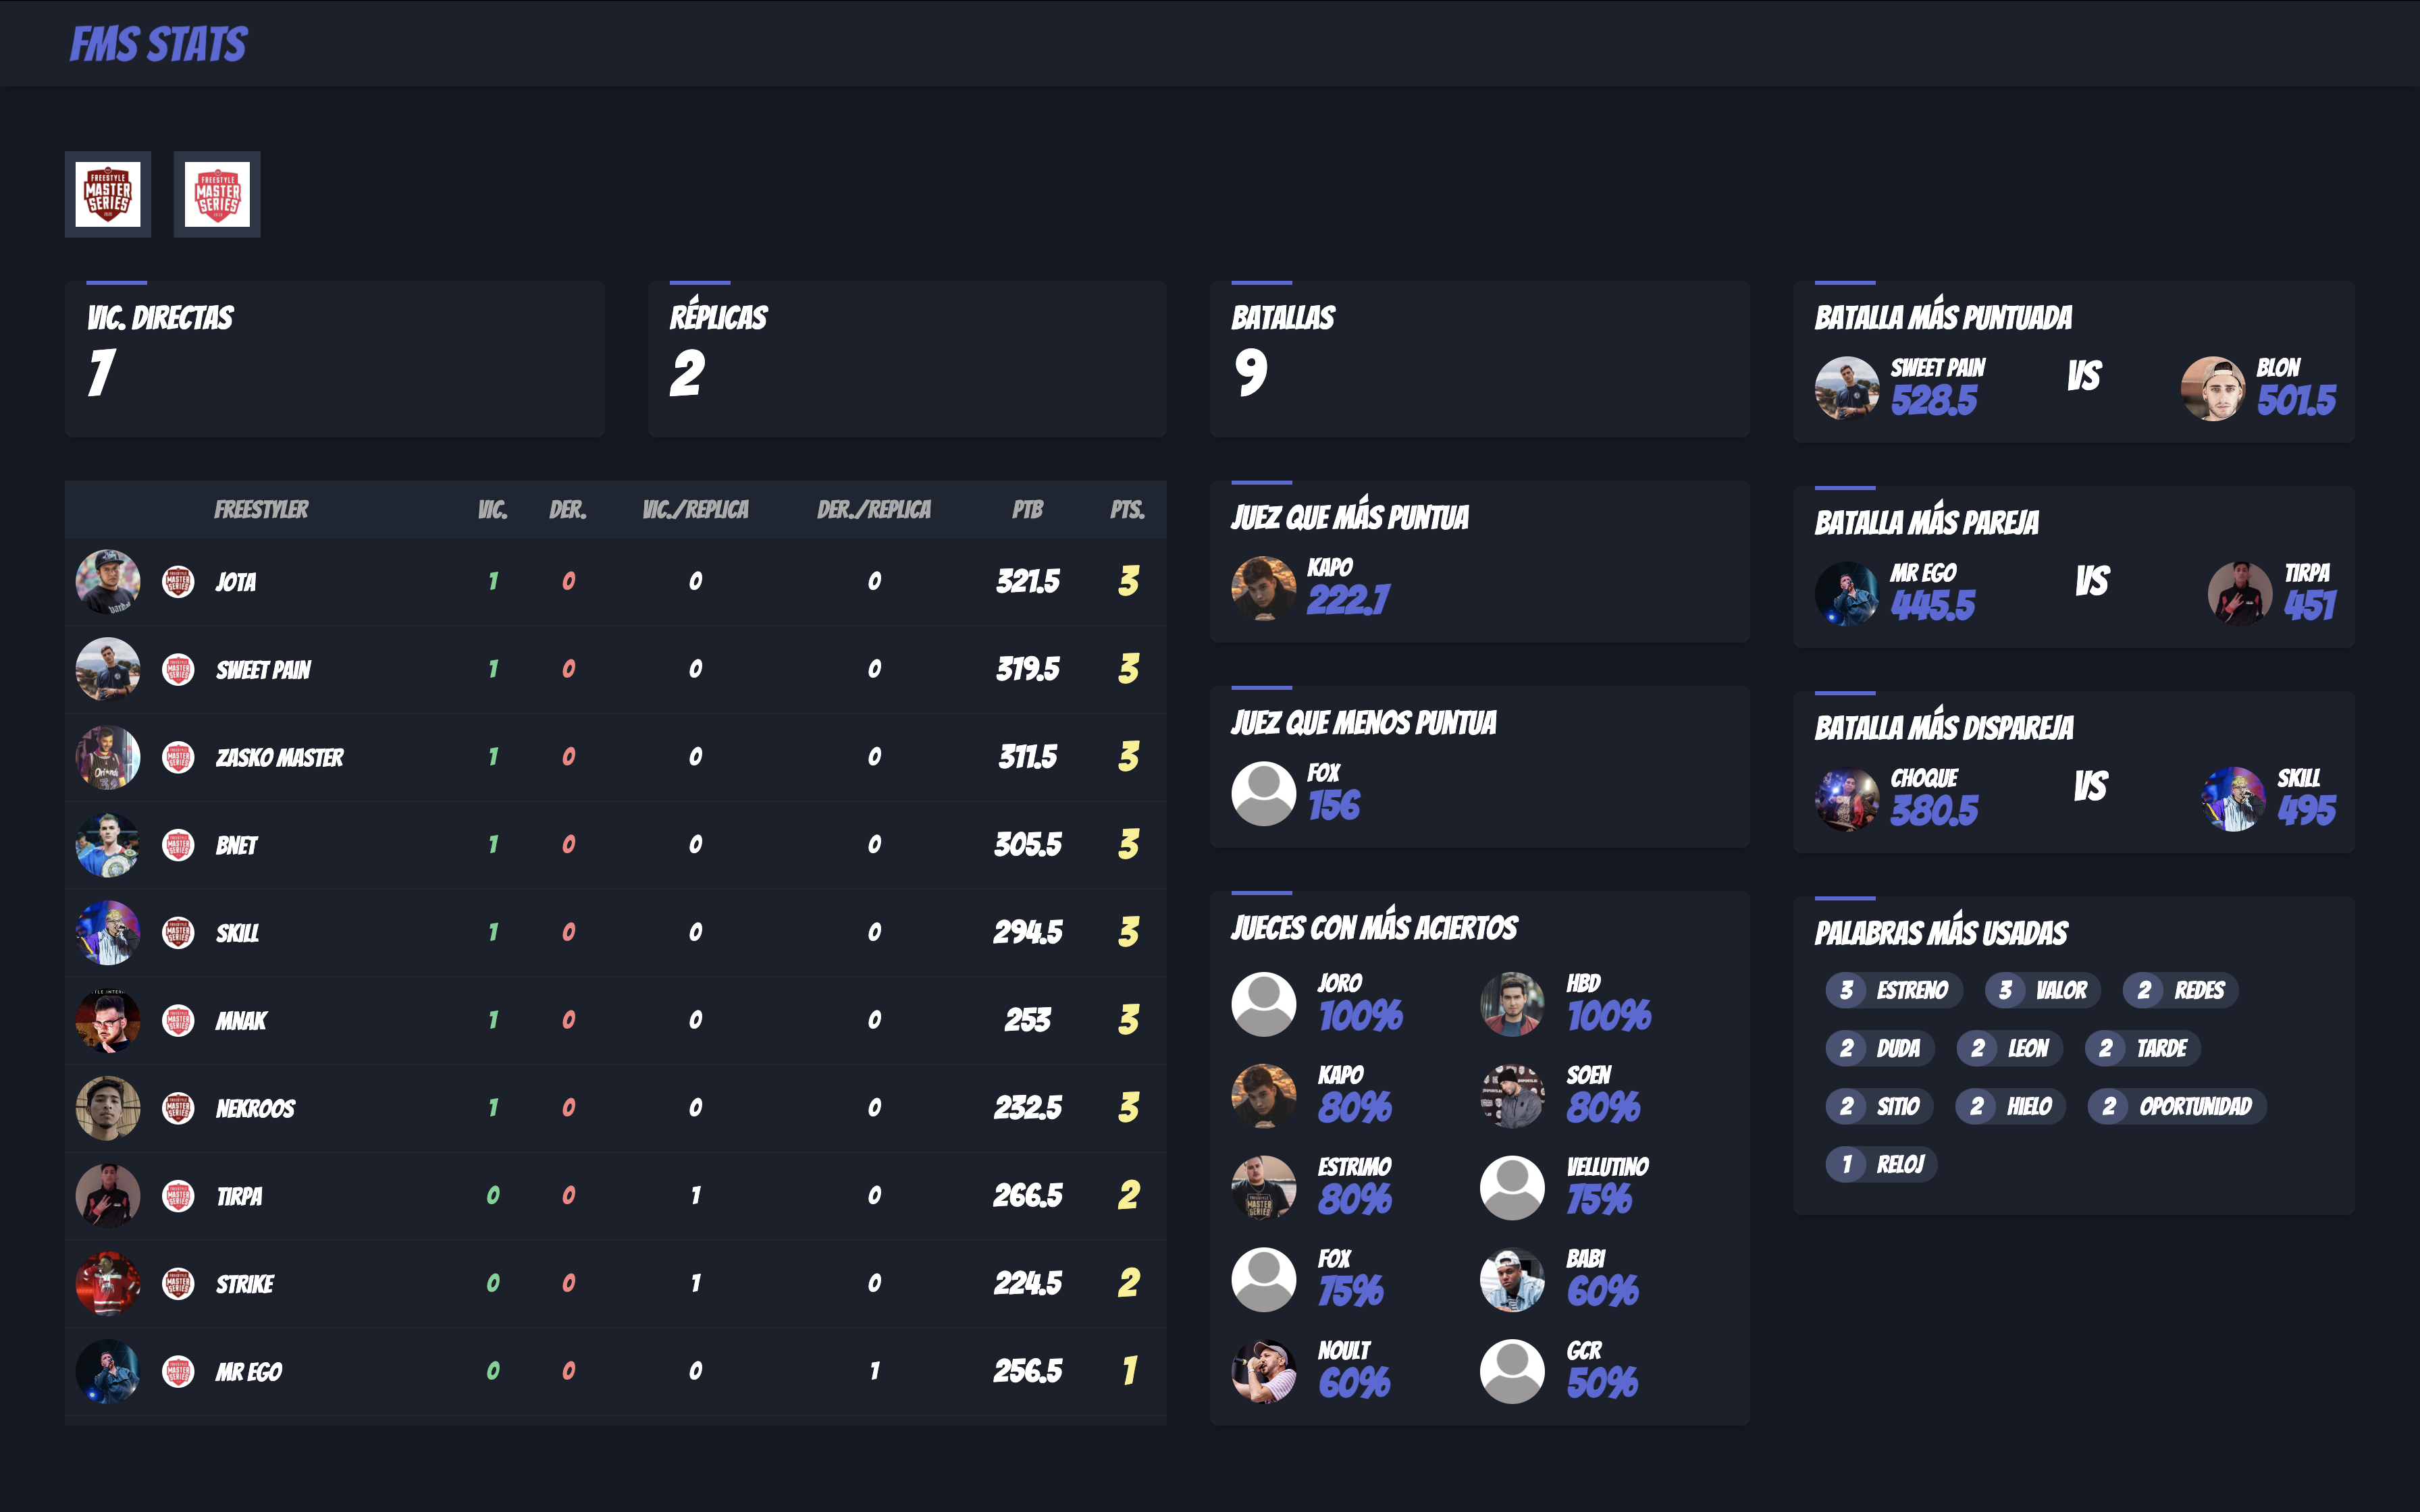 FMS STATS
FREESTYLE
MASTER
SERIES
FREESTYLE
MASTER
SERIES
VIC. DIRECTAS
7
RÉPLICAS
2
BATALLAS
9
BATALLA MÁS PUNTUADA
SWEET PAIN
528.5
VS
BLON
501.5
FREESTYLER VIC. DER. VIC./REPLICA DER./REPLICA PTB PTS.
JOTA 1 0 0 0 321.5 3
SWEET PAIN 1 0 0 0 319.5 3
ZASKO MASTER 1 0 0 0 311.5 3
BNET 1 0 0 0 305.5 3
SKILL 1 0 0 0 294.5 3
MNAK 1 0 0 0 253 3
NEKROOS 1 0 0 0 232.5 3
TIRPA 0 0 1 0 266.5 2
STRIKE 0 0 1 0 224.5 2
MR EGO 0 0 0 1 256.5 1
JUEZ QUE MÁS PUNTUA
KAPO
222.7
JUEZ QUE MENOS PUNTUA
FOX
156
JUECES CON MÁS ACIERTOS
JORO
100%
HBD
100%
KAPO
80%
SOEN
80%
ESTRIMO
80%
VELLUTINO
75%
FOX
75%
BABI
60%
NOULT
60%
GCR
50%
BATALLA MÁS PAREJA
MR EGO
445.5
VS
TIRPA
451
BATALLA MÁS DISPAREJA
CHOQUE
380.5
VS
SKILL
495
PALABRAS MÁS USADAS
3 ESTRENO 3 VALOR 2 REDES
2 DUDA 2 LEON 2 TARDE
2 SITIO 2 HIELO 2 OPORTUNIDAD
1 RELOJ